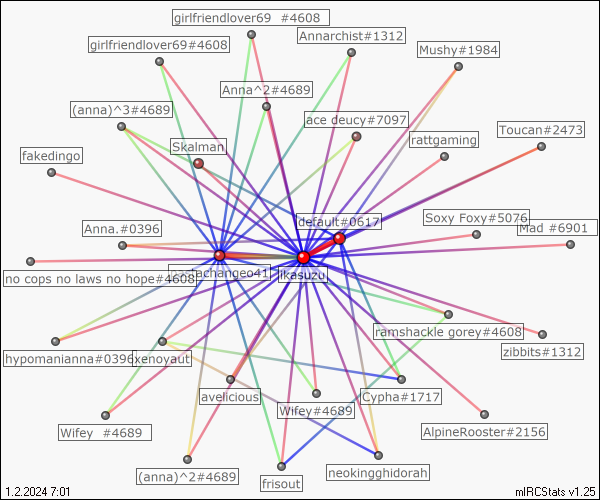 girlfriendlover69  #4608
Annarchist#1312
girlfriendlover69#4608
Mushy#1984
Anna^2#4689
(anna)^3#4689
ace deucy#7097
Toucan#2473
Skalman
rattgaming
fakedingo
default#0617
Soxy Foxy#5076
Anna.#0396
Mad #6901
no cops no laws no hope#4608
ikasuzu
ramshackle gorey#4608
zibbits#1312
hypomanianna#0396
xenoyaut
avelicious
Wifey#4689
Cypha#1717
Wifey  #4689
AlpineRooster#2156
(anna)^2#4689
frisout
neokingghidorah
1.2.2024 7:01
mIRCStats v1.25